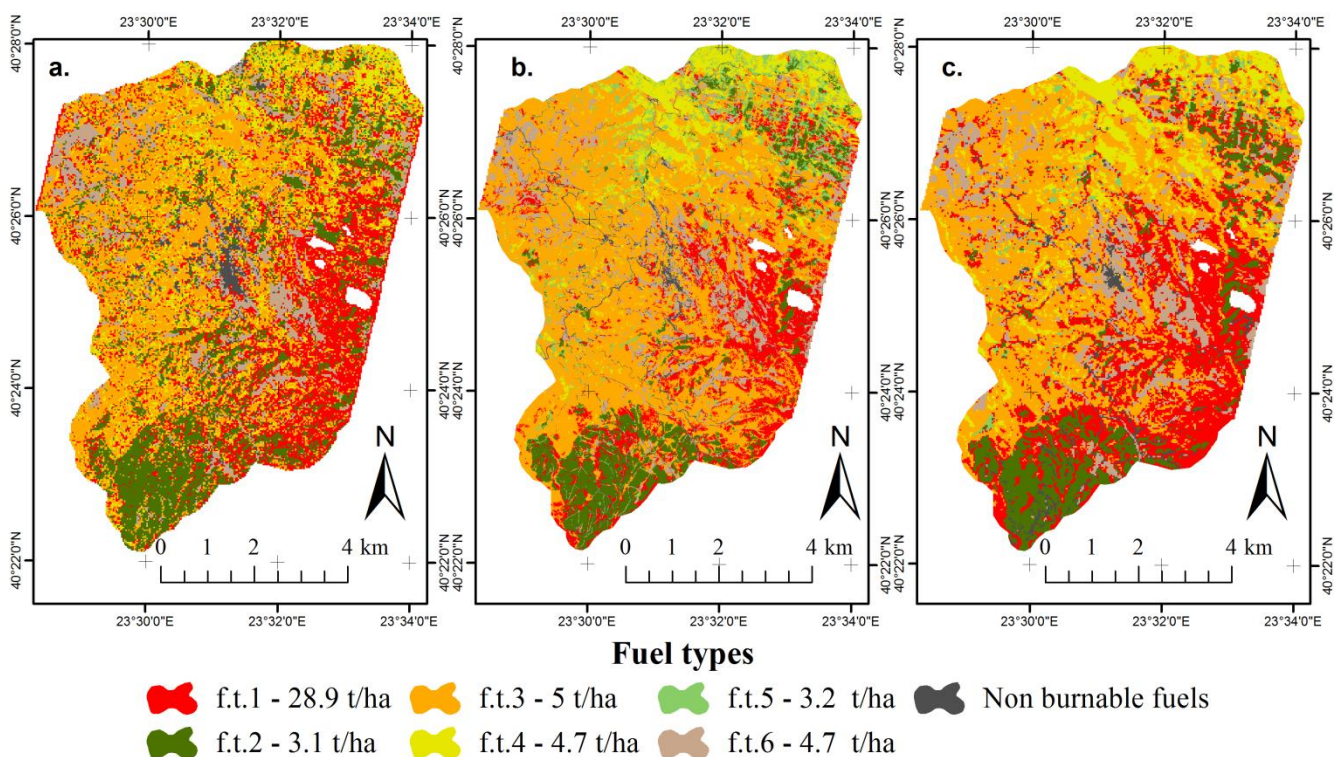 23°30'0"E 23°32'0"E 23°34'0"E 23°30'0"E 23°32'0"E 23°34'0"E 23°30'0"E 23°32'0"E 23°34'0"E
a. b. c.
40°28'0"N 40°28'0"N 40°28'0"N
40°26'0"N 40°26'0"N 40°26'0"N 40°26'0"N
40°24'0"N 40°24'0"N 40°24'0"N 40°24'0"N
40°22'0"N 40°22'0"N 40°22'0"N
N N N
0 1 2 4 km 0 1 2 4 km 0 1 2 4 km
23°30'0"E 23°32'0"E 23°34'0"E 23°30'0"E 23°32'0"E 23°34'0"E 23°30'0"E 23°32'0"E 23°34'0"E
Fuel types
f.t.1 - 28.9 t/ha f.t.3 - 5 t/ha f.t.5 - 3.2 t/ha Non burnable fuels
f.t.2 - 3.1 t/ha f.t.4 - 4.7 t/ha f.t.6 - 4.7 t/ha